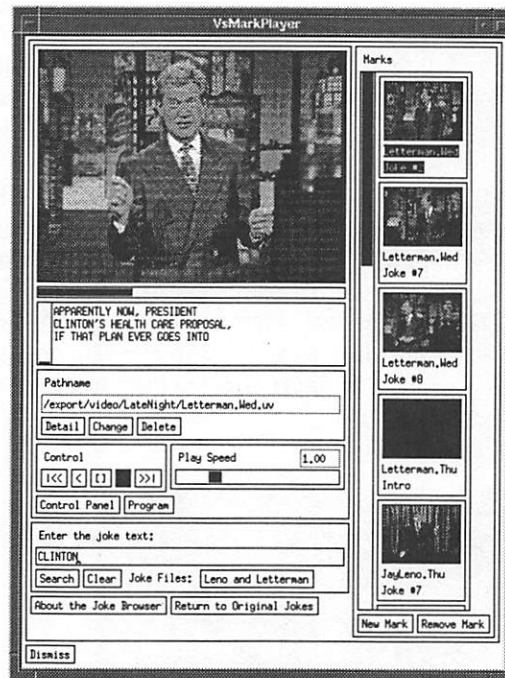 VsMarkPlayer
APPARENTLY NOW, PRESIDENT
CLINTON'S HEALTH CARE PROPOSAL,
IF THAT PLAN EVER GOES INTO
Pathname
/export/video/LateNight/Letterman.Wed.uv
Detail Change Delete
Control
|<< < [] >>|
Play Speed 1.00
Control Panel Program
Enter the joke text:
CLINTON
Search Clear Joke Files: Leno and Letterman
About the Joke Browser Return to Original Jokes
Dismiss
Marks
Letterman.Wed
Joke
Letterman.Wed
Joke #7
Letterman.Wed
Joke #8
Letterman.Thu
Intro
JayLeno.Thu
Joke #7
New Mark Remove Mark